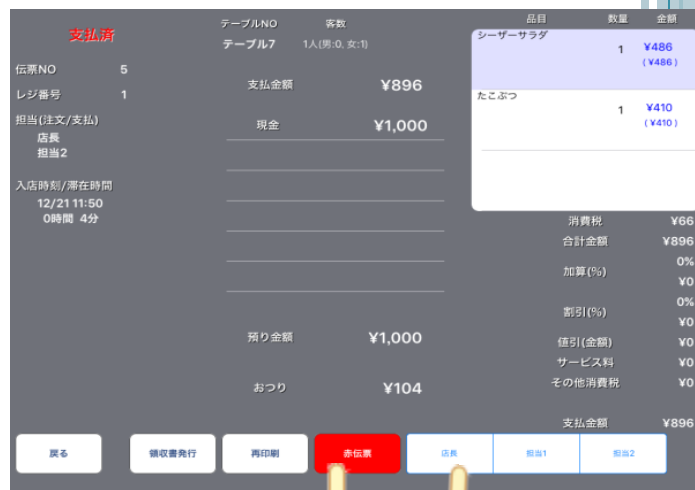 支払済
伝票NO 5
レジ番号 1
担当(注文/支払)
店長
担当2
入店時刻/滞在時間
12/21 11:50
0時間 4分
テーブルNO 客数
テーブル7 1人(男:0, 女:1)
支払金額 ¥896
現金 ¥1,000
預り金額 ¥1,000
おつり ¥104
品目 数量 金額
シーザーサラダ
1 ¥486
(¥486)
たこぶつ
1 ¥410
(¥410)
消費税 ¥66
合計金額 ¥896
0%
加算(%)
¥0
0%
割引(%)
¥0
値引(金額) ¥0
サービス料 ¥0
その他消費税 ¥0
支払金額 ¥896
戻る 領収書発行 再印刷 赤伝票 店長 担当1 担当2